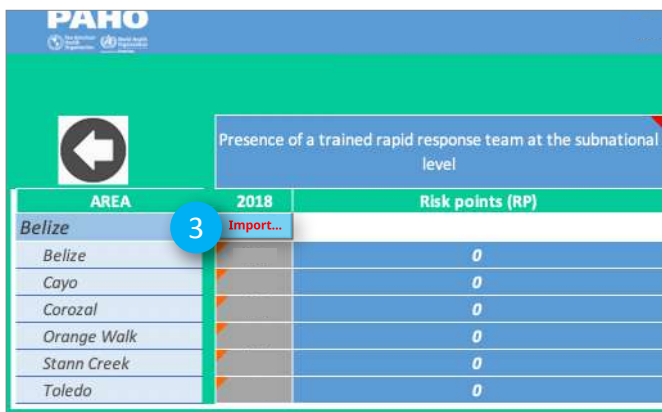 PAHO
Presence of a trained rapid response team at the subnational
level
AREA 2018 Risk points (RP)
Belize 3 Import...
Belize 0
Cayo 0
Corozal 0
Orange Walk 0
Stann Creek 0
Toledo 0